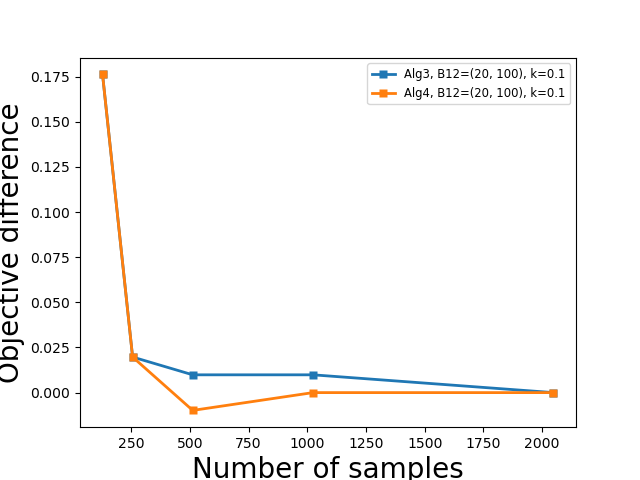 Alg3, B12=(20, 100), k=0.1
Alg4, B12=(20, 100), k=0.1
0.175
0.150
0.125
0.100
0.075
0.050
0.025
0.000
Objective difference
250 500 750 1000 1250 1500 1750 2000
Number of samples